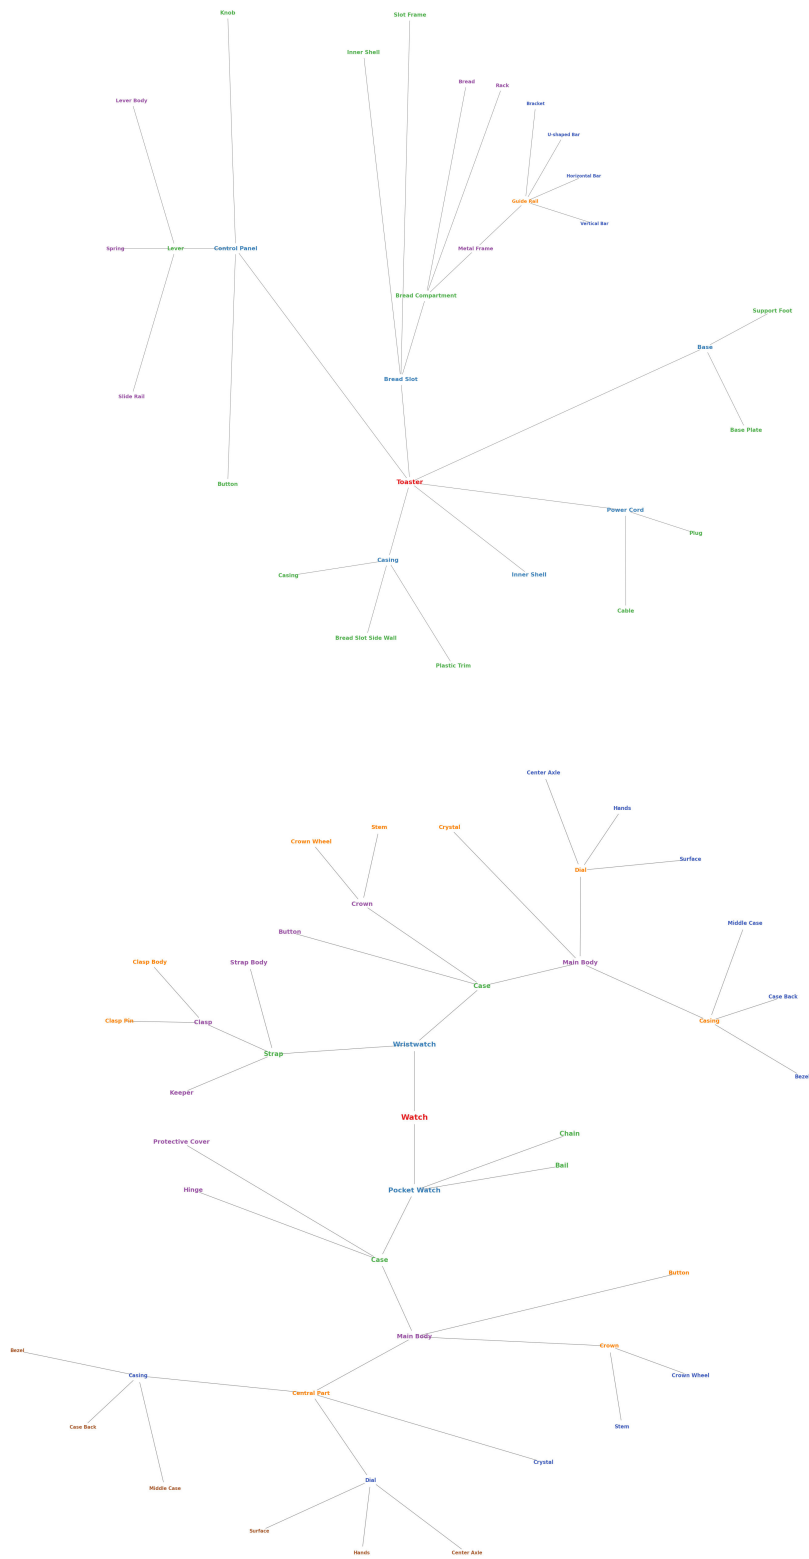 Knob
Slot Frame
Inner Shell
Bread
Rack
Lever Body
Bracket
U-shaped Bar
Horizontal Bar
Guide Rail
Vertical Bar
Spring
Lever
Control Panel
Metal Frame
Bread Compartment
Support Foot
Base
Bread Slot
Slide Rail
Base Plate
Button
Toaster
Power Cord
Plug
Casing
Casing
Inner Shell
Cable
Bread Slot Side Wall
Plastic Trim
Center Axle
Hands
Crystal
Stem
Crown Wheel
Surface
Dial
Crown
Middle Case
Button
Clasp Body
Strap Body
Main Body
Case
Case Back
Clasp Pin
Clasp
Casing
Wristwatch
Strap
Bezel
Keeper
Watch
Chain
Protective Cover
Bail
Hinge
Pocket Watch
Case
Button
Main Body
Crown
Bezel
Casing
Crown Wheel
Central Part
Case Back
Stem
Crystal
Dial
Middle Case
Surface
Hands
Center Axle